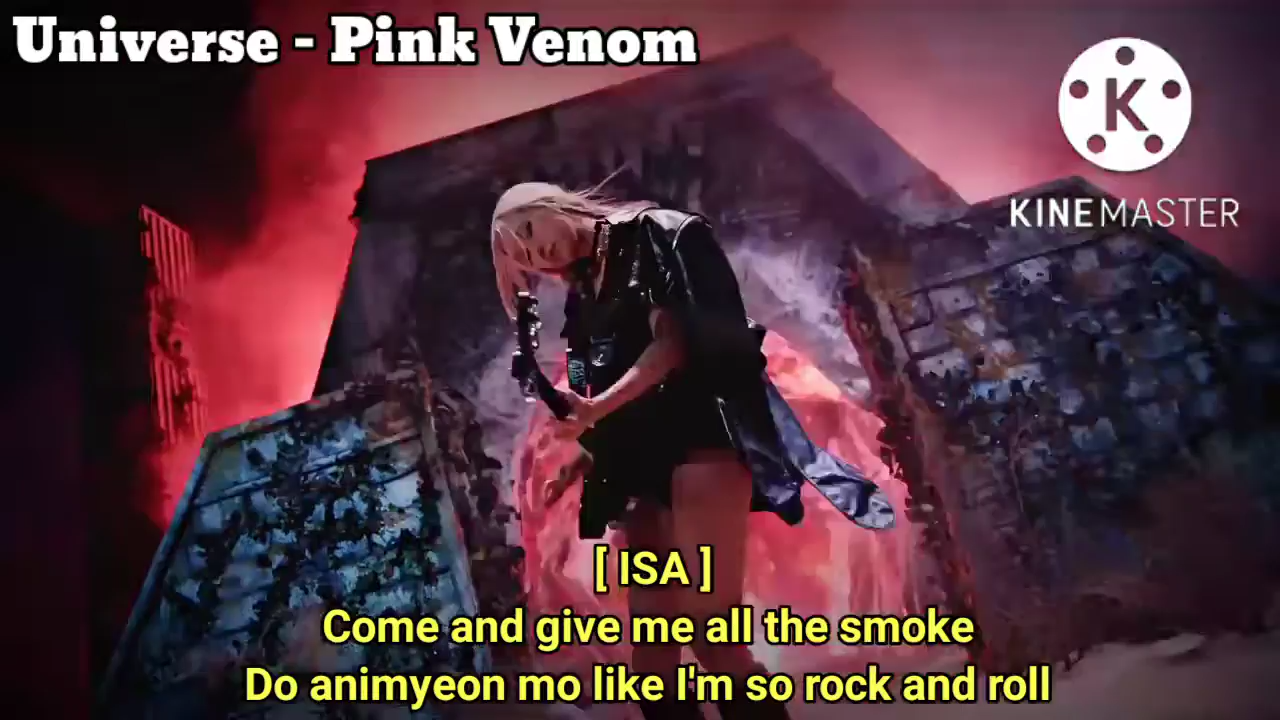 Universe - Pink Venom
K
KINEMASTER
[ ISA ]
Come and give me all the smoke
Do animyeon mo like I'm so rock and roll